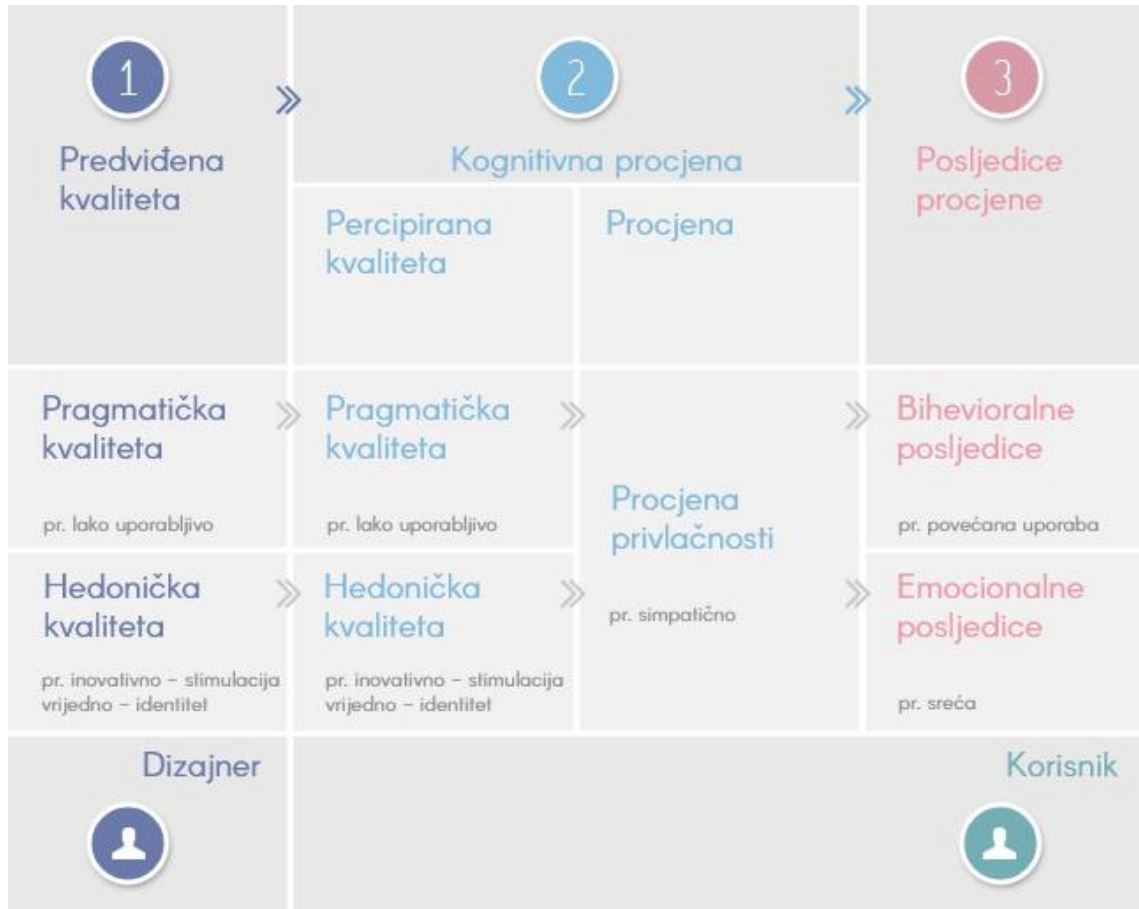 1
Predviđena
kvaliteta
2
Kognitivna procjena
3
Posljedice
procjene
Percipirana
kvaliteta
Procjena
Pragmatička
kvaliteta
pr. lako uporabljivo
Pragmatička
kvaliteta
pr. lako uporabljivo
Procjena
privlačnosti
pr. simpatično
Bihevioralne
posljedice
pr. povećana uporaba
Hedonička
kvaliteta
pr. inovativno – stimulacija
vrijedno – identitet
Hedonička
kvaliteta
pr. inovativno – stimulacija
vrijedno – identitet
Emocionalne
posljedice
pr. sreća
Dizajner
Korisnik